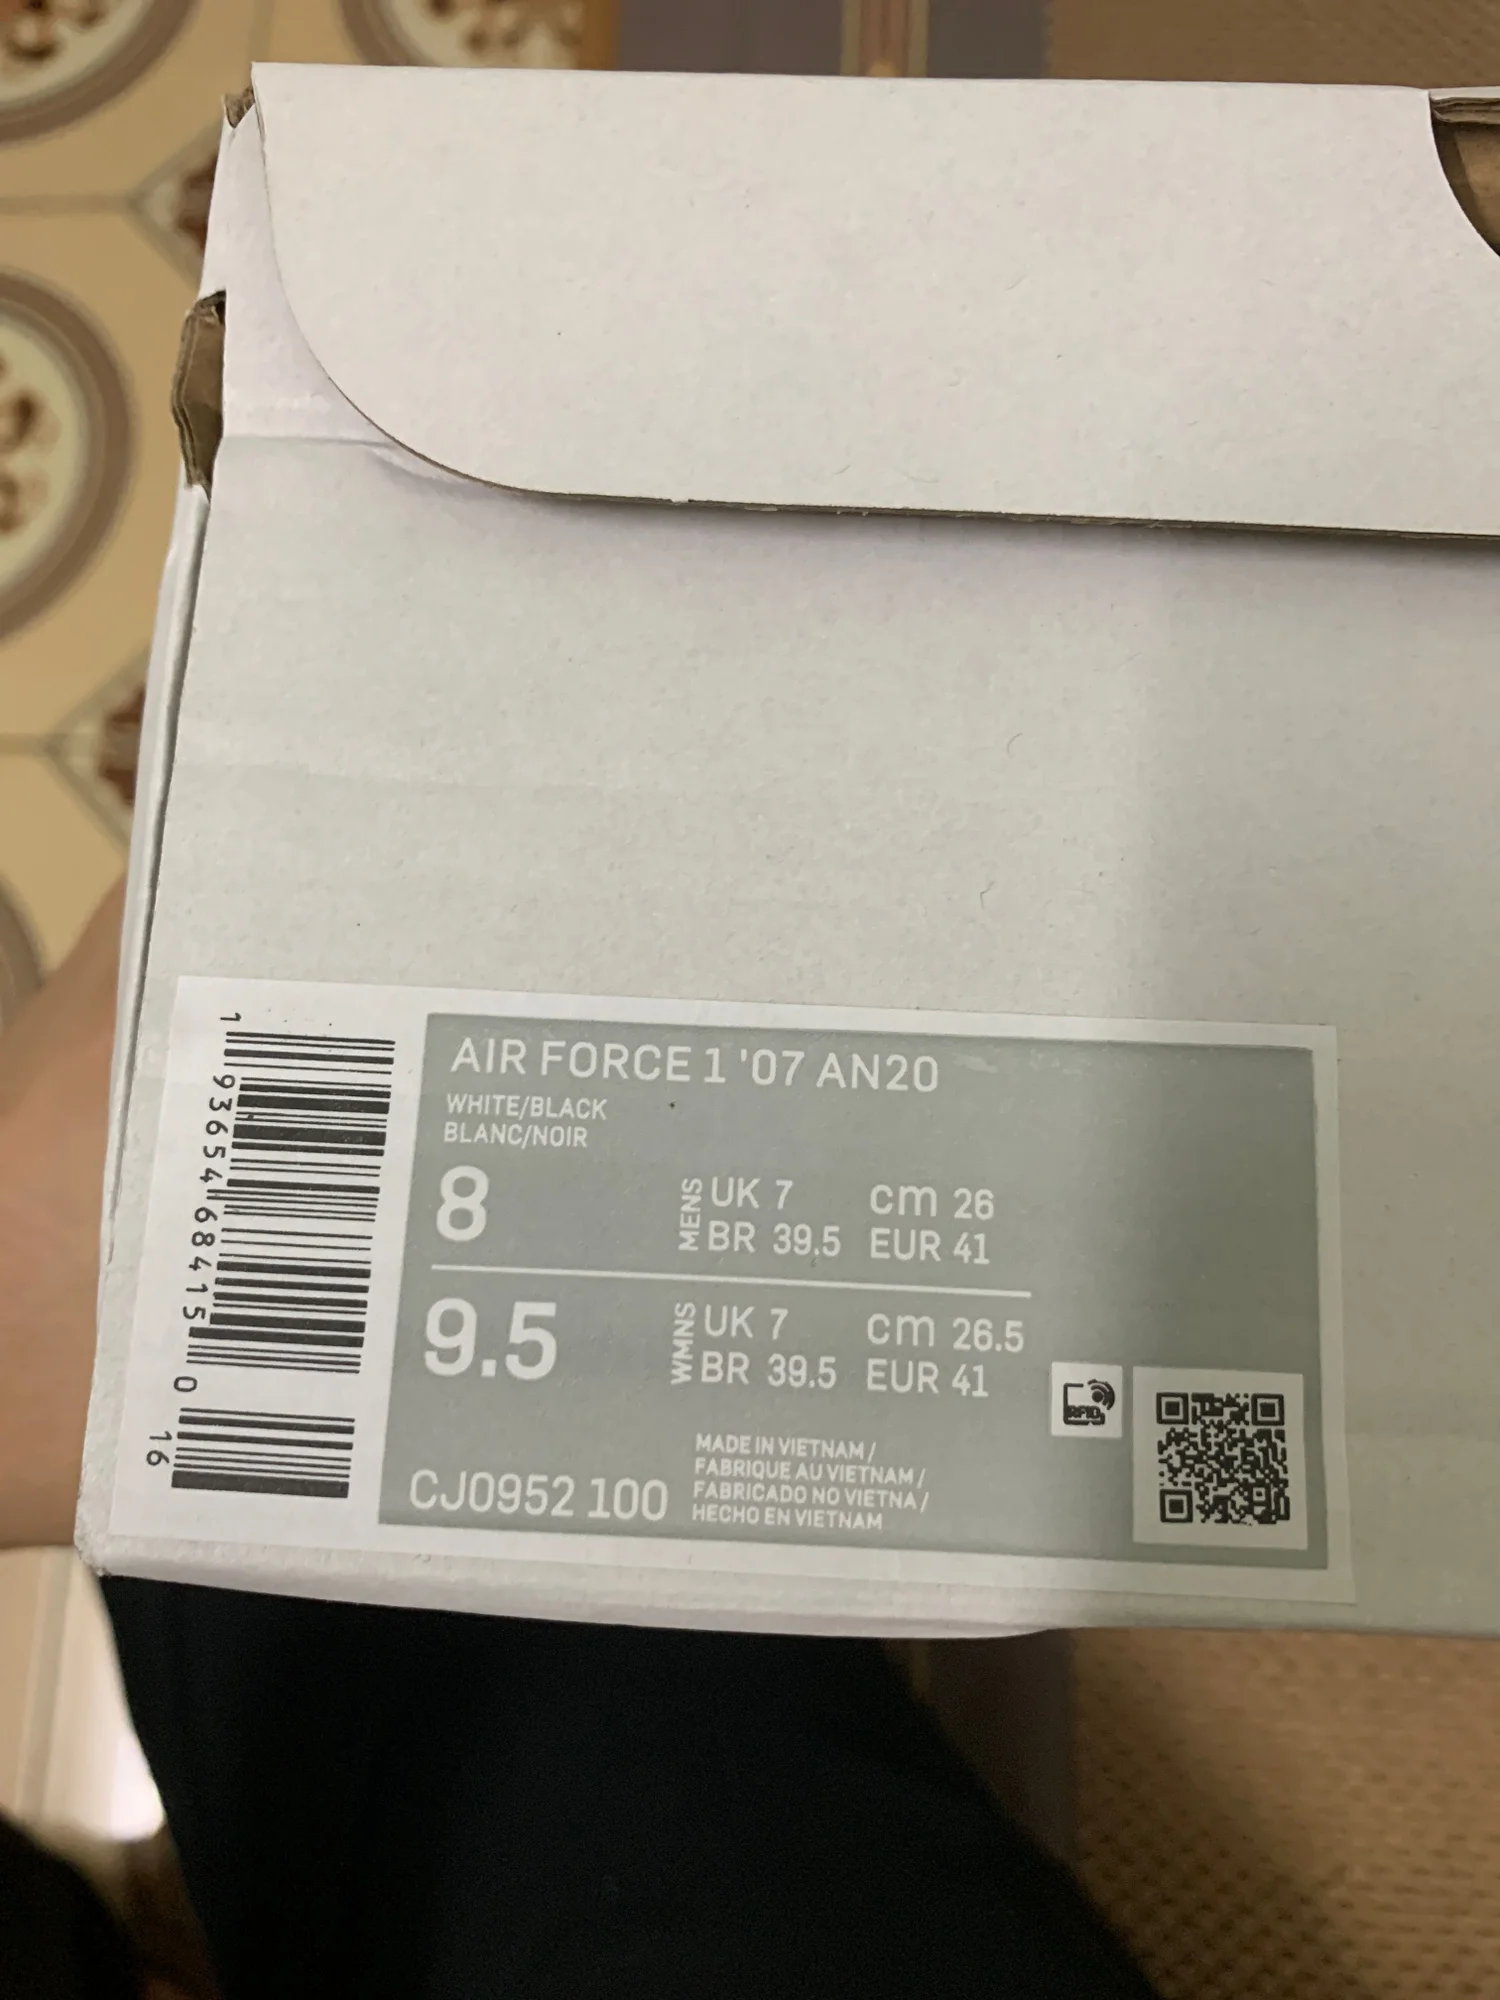 AIR FORCE 1 '07 AN20
WHITE/BLACK
BLANC/NOIR
8
MENS
UK 7 cm 26
BR 39.5 EUR 41
9.5
WMNS
UK 7 cm 26.5
BR 39.5 EUR 41
CJ0952 100
MADE IN VIETNAM /
FABRIQUE AU VIETNAM /
FABRICADO NO VIETNA /
HECHO EN VIETNAM
RFID
1 93654 68415 0
16